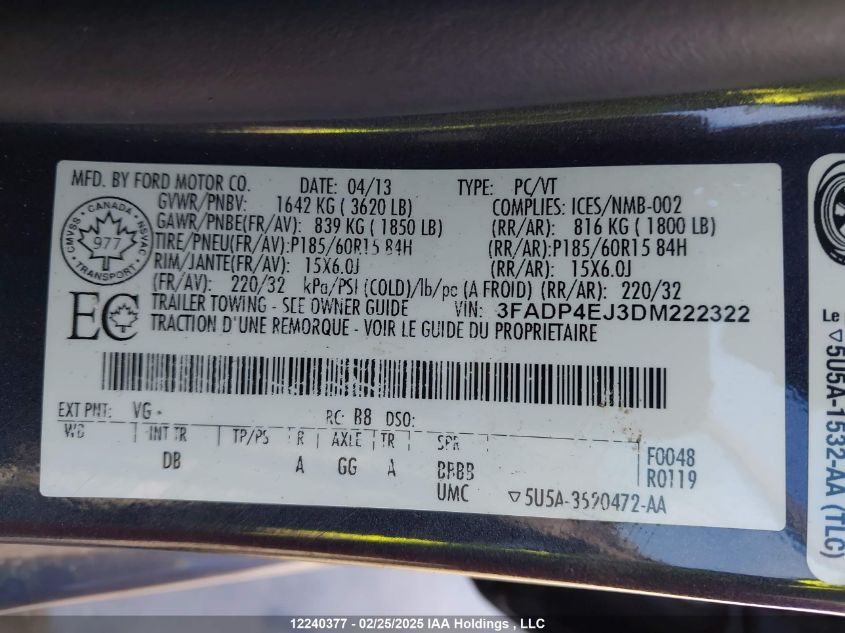 MFD. BY FORD MOTOR CO. DATE: 04/13 TYPE: PC/VT
GVWR/PNBV: 1642 KG ( 3620 LB) COMPLIES: ICES/NMB-002
GAWR/PNBE(FR/AV): 839 KG ( 1850 LB) (RR/AR): 816 KG ( 1800 LB)
TIRE/PNEU(FR/AV):P185/60R15 84H (RR/AR):P185/60R15 84H
RIM/JANTE(FR/AV): 15X6.0J (RR/AR): 15X6.0J
(FR/AV): 220/32 kPa/PSI (COLD)/lb/pc (A FROID) (RR/AR): 220/32
TRAILER TOWING - SEE OWNER GUIDE VIN: 3FADP4EJ3DM222322
TRACTION D'UNE REMORQUE - VOIR LE GUIDE DU PROPRIETAIRE
CANADA
CMVSS NSVAC
977
TRANSPORT
EC
EXT PNT: VG RC: B8 DSO:
WB INT TR TP/PS R AXLE TR SPR
DB A GG A BBBB
UMC
F0048
R0119
▽5U5A-3520472-AA
Le
▽5U5A-1532-AA (TLC)
12240377 - 02/25/2025 IAA Holdings , LLC